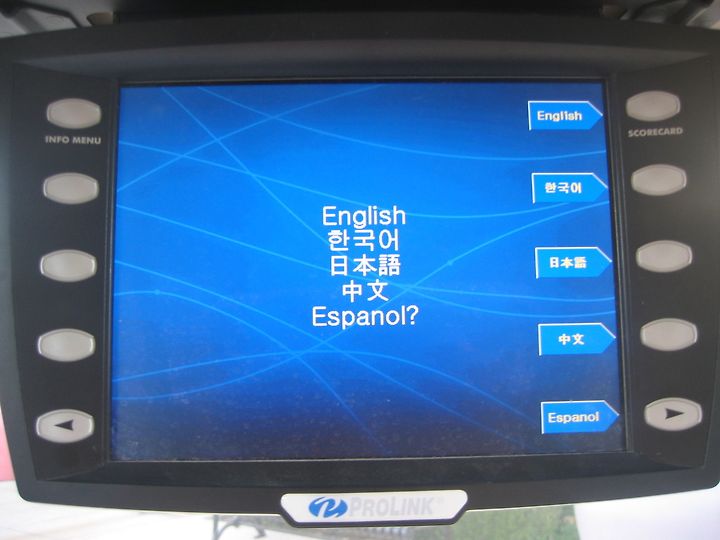 INFO MENU
SCORECARD
English
한국어
日本語
中文
Espanol?
English
한국어
日本語
中文
Espanol
PROLINK